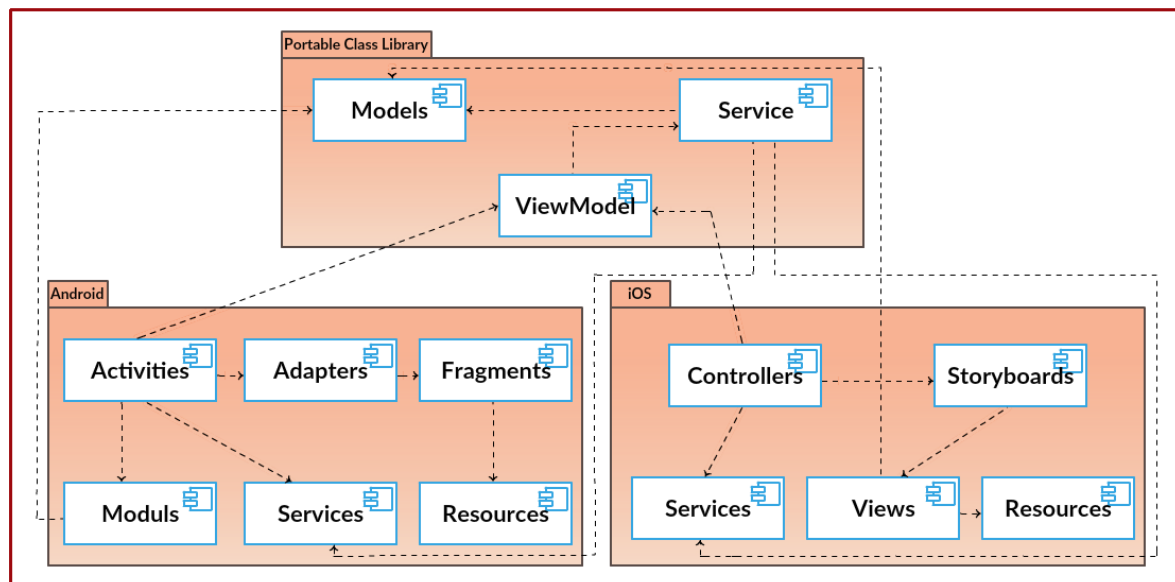 Portable Class Library
Models
Service
ViewModel
Android
Activities
Adapters
Fragments
Moduls
Services
Resources
iOS
Controllers
Storyboards
Services
Views
Resources